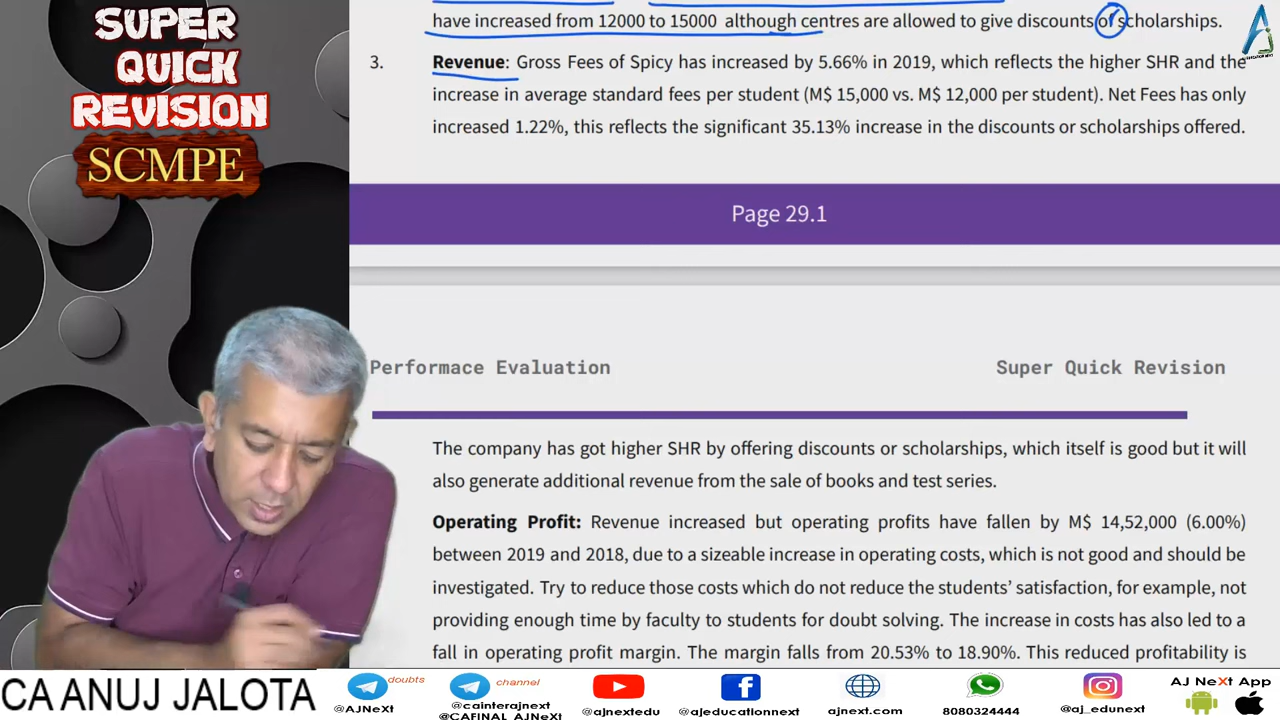 SUPER
QUICK
REVISION
SCMPE
have increased from 12000 to 15000 although centres are allowed to give discounts of scholarships.
3. Revenue: Gross Fees of Spicy has increased by 5.66% in 2019, which reflects the higher SHR and the
increase in average standard fees per student (M$ 15,000 vs. M$ 12,000 per student). Net Fees has only
increased 1.22%, this reflects the significant 35.13% increase in the discounts or scholarships offered.
Page 29.1
Performace Evaluation Super Quick Revision
The company has got higher SHR by offering discounts or scholarships, which itself is good but it will
also generate additional revenue from the sale of books and test series.
Operating Profit: Revenue increased but operating profits have fallen by M$ 14,52,000 (6.00%)
between 2019 and 2018, due to a sizeable increase in operating costs, which is not good and should be
investigated. Try to reduce those costs which do not reduce the students’ satisfaction, for example, not
providing enough time by faculty to students for doubt solving. The increase in costs has also led to a
fall in operating profit margin. The margin falls from 20.53% to 18.90%. This reduced profitability is
CA ANUJ JALOTA
doubts
@AJNeXt
channel
@cainterajnext
@CAFINAL_AJNeXt
@ajnextedu
@ajeducationnext
ajnext.com
8080324444
@aj_edunext
AJ NeXt App